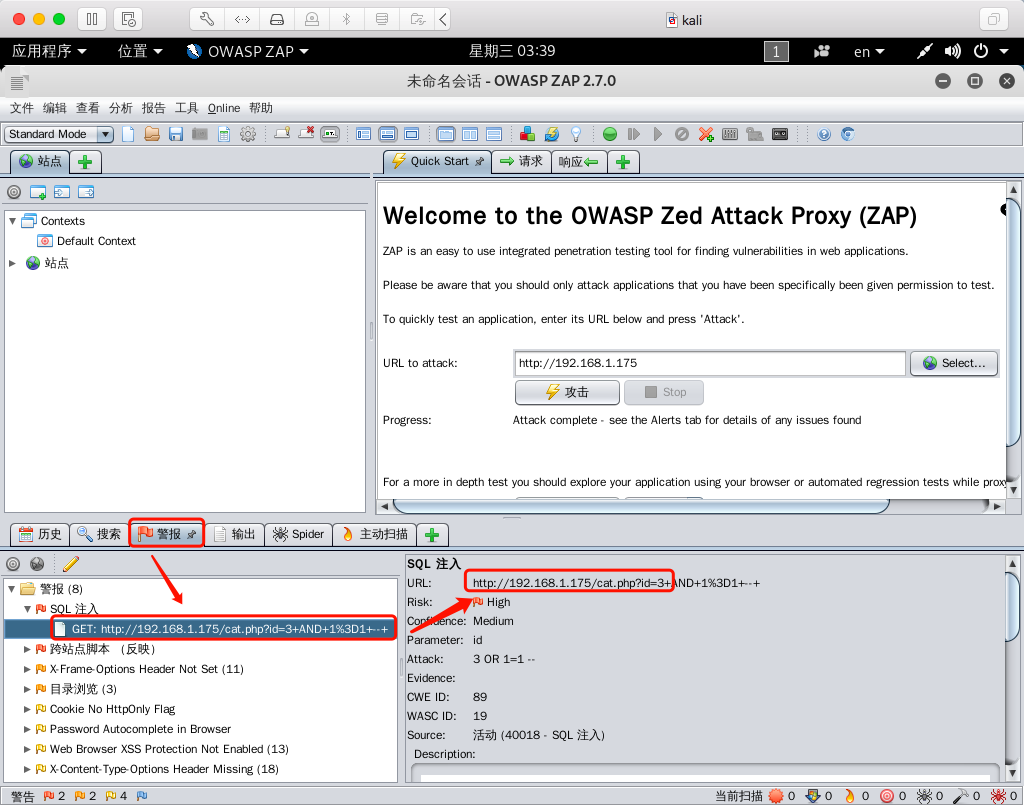 kali
应用程序 位置 OWASP ZAP 星期三 03:39 1 en
未命名会话 - OWASP ZAP 2.7.0
文件 编辑 查看 分析 报告 工具 Online 帮助
Standard Mode
站点 Quick Start 请求 响应
Contexts
Default Context
站点
Welcome to the OWASP Zed Attack Proxy (ZAP)
ZAP is an easy to use integrated penetration testing tool for finding vulnerabilities in web applications.
Please be aware that you should only attack applications that you have been specifically been given permission to test.
To quickly test an application, enter its URL below and press 'Attack'.
URL to attack: http://192.168.1.175 Select...
攻击 Stop
Progress: Attack complete - see the Alerts tab for details of any issues found
For a more in depth test you should explore your application using your browser or automated regression tests while prox
历史 搜索 警报 输出 Spider 主动扫描
警报 (8)
SQL 注入
GET: http://192.168.1.175/cat.php?id=3+AND+1%3D1+--+
跨站点脚本 （反映）
X-Frame-Options Header Not Set (11)
目录浏览 (3)
Cookie No HttpOnly Flag
Password Autocomplete in Browser
Web Browser XSS Protection Not Enabled (13)
X-Content-Type-Options Header Missing (18)
SQL 注入
URL: http://192.168.1.175/cat.php?id=3+AND+1%3D1+--+
Risk: High
Confidence: Medium
Parameter: id
Attack: 3 OR 1=1 --
Evidence:
CWE ID: 89
WASC ID: 19
Source: 活动 (40018 - SQL 注入)
Description:
警告 2 2 4 当前扫描 0 0 0 0 0 0 0